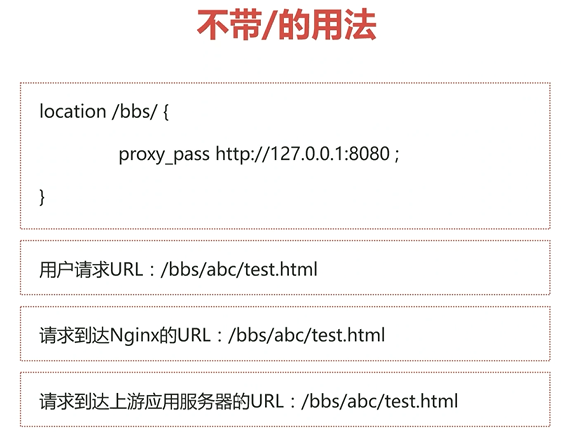 不带/的用法
location /bbs/ {
proxy_pass http://127.0.0.1:8080 ;
}
用户请求URL：/bbs/abc/test.html
请求到达Nginx的URL：/bbs/abc/test.html
请求到达上游应用服务器的URL：/bbs/abc/test.html